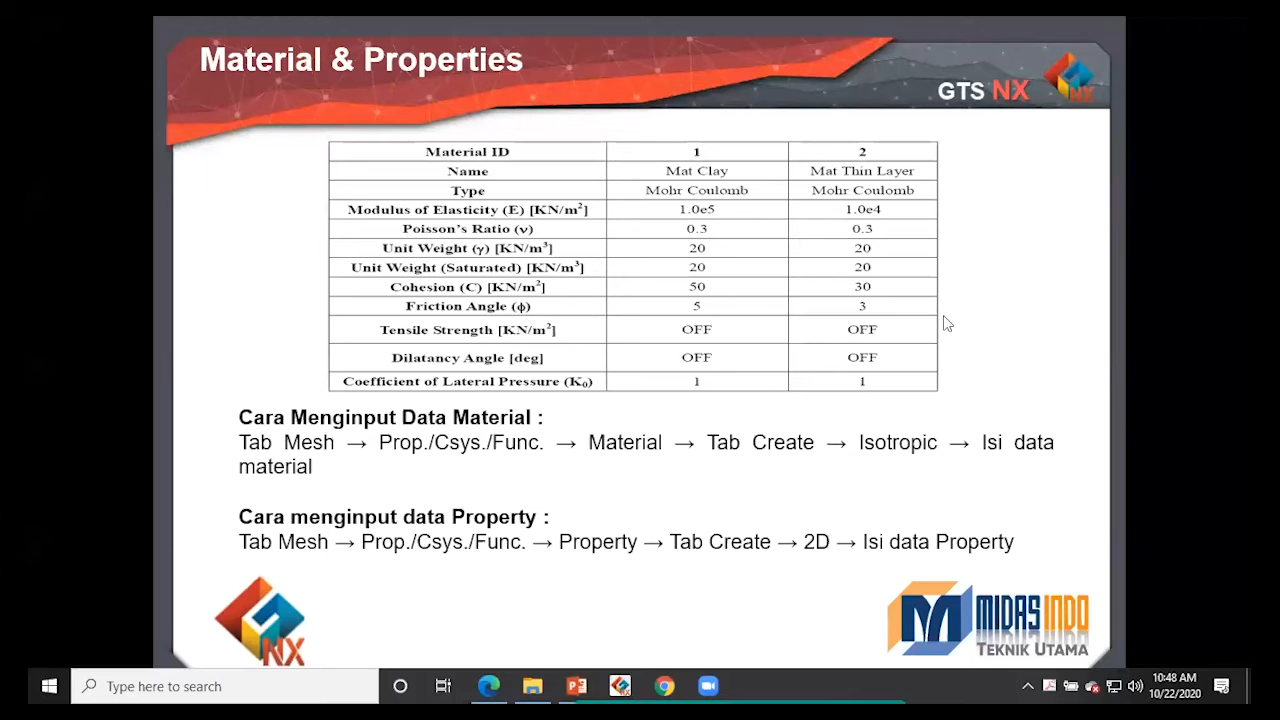 Material & Properties
GTS NX
NX
Material ID 1 2
Name Mat Clay Mat Thin Layer
Type Mohr Coulomb Mohr Coulomb
Modulus of Elasticity (E) [KN/m²] 1.0e5 1.0e4
Poisson's Ratio (ν) 0.3 0.3
Unit Weight (γ) [KN/m³] 20 20
Unit Weight (Saturated) [KN/m³] 20 20
Cohesion (C) [KN/m²] 50 30
Friction Angle (ϕ) 5 3
Tensile Strength [KN/m²] OFF OFF
Dilatancy Angle [deg] OFF OFF
Coefficient of Lateral Pressure (K₀) 1 1
Cara Menginput Data Material :
Tab Mesh → Prop./Csys./Func. → Material → Tab Create → Isotropic → Isi data
material
Cara menginput data Property :
Tab Mesh → Prop./Csys./Func. → Property → Tab Create → 2D → Isi data Property
NX
MIDAS INDO
TEKNIK UTAMA
Type here to search
10:48 AM
10/22/2020